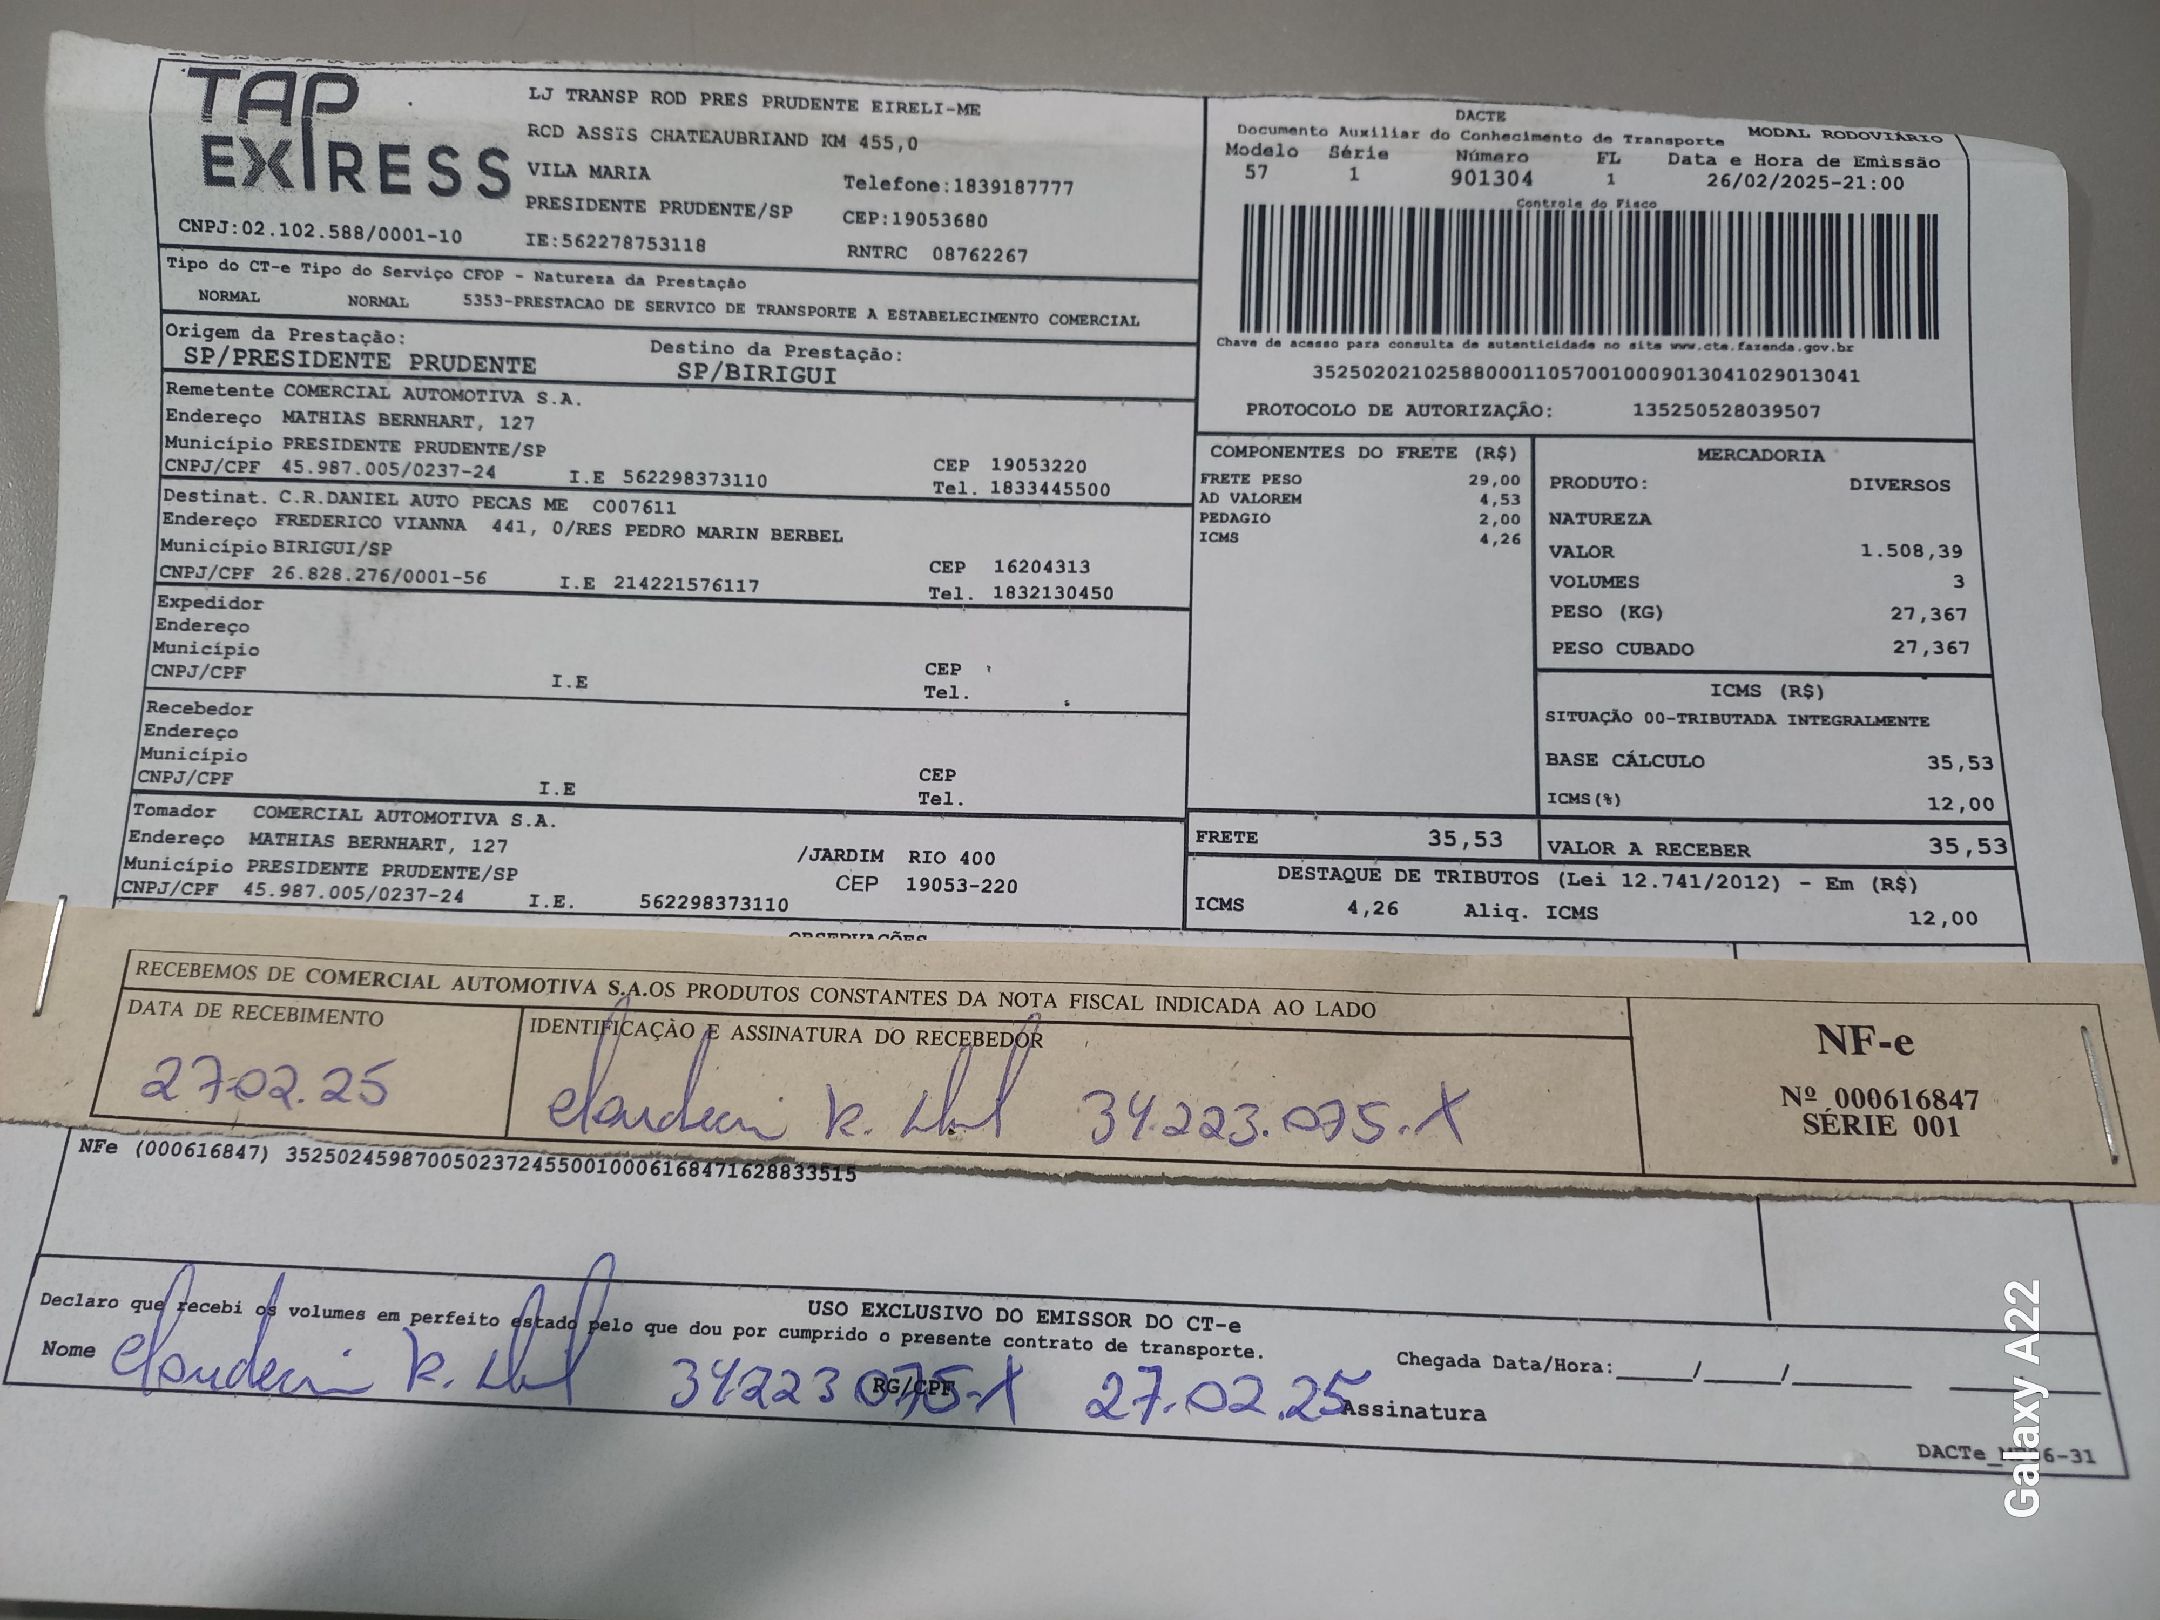 TAP EXPRESS
CNPJ:02.102.588/0001-10
LJ TRANSP ROD PRES PRUDENTE EIRELI-ME
ROD ASSIS CHATEAUBRIAND KM 455,0
VILA MARIA
Telefone:1839187777
PRESIDENTE PRUDENTE/SP CEP:19053680
IE:562278753118 RNTRC 08762267
DACTE
Documento Auxiliar do Conhecimento de Transporte MODAL RODOVIÁRIO
Modelo Série Número FL Data e Hora de Emissão
57 1 901304 1 26/02/2025-21:00
Controle do Fisco
Chave de acesso para consulta de autenticidade no site www.cte.fazenda.gov.br
35250202102588000110570010009013041029013041
PROTOCOLO DE AUTORIZAÇÃO: 135250528039507
Tipo do CT-e Tipo do Serviço CFOP - Natureza da Prestação
NORMAL NORMAL 5353-PRESTACAO DE SERVICO DE TRANSPORTE A ESTABELECIMENTO COMERCIAL
Origem da Prestação: Destino da Prestação:
SP/PRESIDENTE PRUDENTE SP/BIRIGUI
Remetente COMERCIAL AUTOMOTIVA S.A.
Endereço MATHIAS BERNHART, 127
Município PRESIDENTE PRUDENTE/SP CEP 19053220
CNPJ/CPF 45.987.005/0237-24 I.E 562298373110 Tel. 1833445500
Destinat. C.R.DANIEL AUTO PECAS ME C007611
Endereço FREDERICO VIANNA 441, 0/RES PEDRO MARIN BERBEL
Município BIRIGUI/SP CEP 16204313
CNPJ/CPF 26.828.276/0001-56 I.E 214221576117 Tel. 1832130450
Expedidor
Endereço
Município CEP
CNPJ/CPF I.E Tel.
Recebedor
Endereço
Município CEP
CNPJ/CPF I.E Tel.
Tomador COMERCIAL AUTOMOTIVA S.A.
Endereço MATHIAS BERNHART, 127 /JARDIM RIO 400
Município PRESIDENTE PRUDENTE/SP CEP 19053-220
CNPJ/CPF 45.987.005/0237-24 I.E. 562298373110
COMPONENTES DO FRETE (R$)
FRETE PESO 29,00
AD VALOREM 4,53
PEDAGIO 2,00
ICMS 4,26
MERCADORIA
PRODUTO: DIVERSOS
NATUREZA
VALOR 1.508,39
VOLUMES 3
PESO (KG) 27,367
PESO CUBADO 27,367
ICMS (R$)
SITUAÇÃO 00-TRIBUTADA INTEGRALMENTE
BASE CÁLCULO 35,53
ICMS(%) 12,00
FRETE 35,53 VALOR A RECEBER 35,53
DESTAQUE DE TRIBUTOS (Lei 12.741/2012) - Em (R$)
ICMS 4,26 Aliq. ICMS 12,00
OBSERVAÇÕES
RECEBEMOS DE COMERCIAL AUTOMOTIVA S.A.OS PRODUTOS CONSTANTES DA NOTA FISCAL INDICADA AO LADO
DATA DE RECEBIMENTO IDENTIFICAÇÃO E ASSINATURA DO RECEBEDOR
27.02.25 34.223.075-X
NF-e
Nº 000616847
SÉRIE 001
NFe (000616847) 35250245987005023724550010006168471628833515
USO EXCLUSIVO DO EMISSOR DO CT-e
Declaro que recebi os volumes em perfeito estado pelo que dou por cumprido o presente contrato de transporte.
Chegada Data/Hora:_____/_____/________
Nome 34223075-X RG/CPF 27.02.25 Assinatura
Galaxy A22